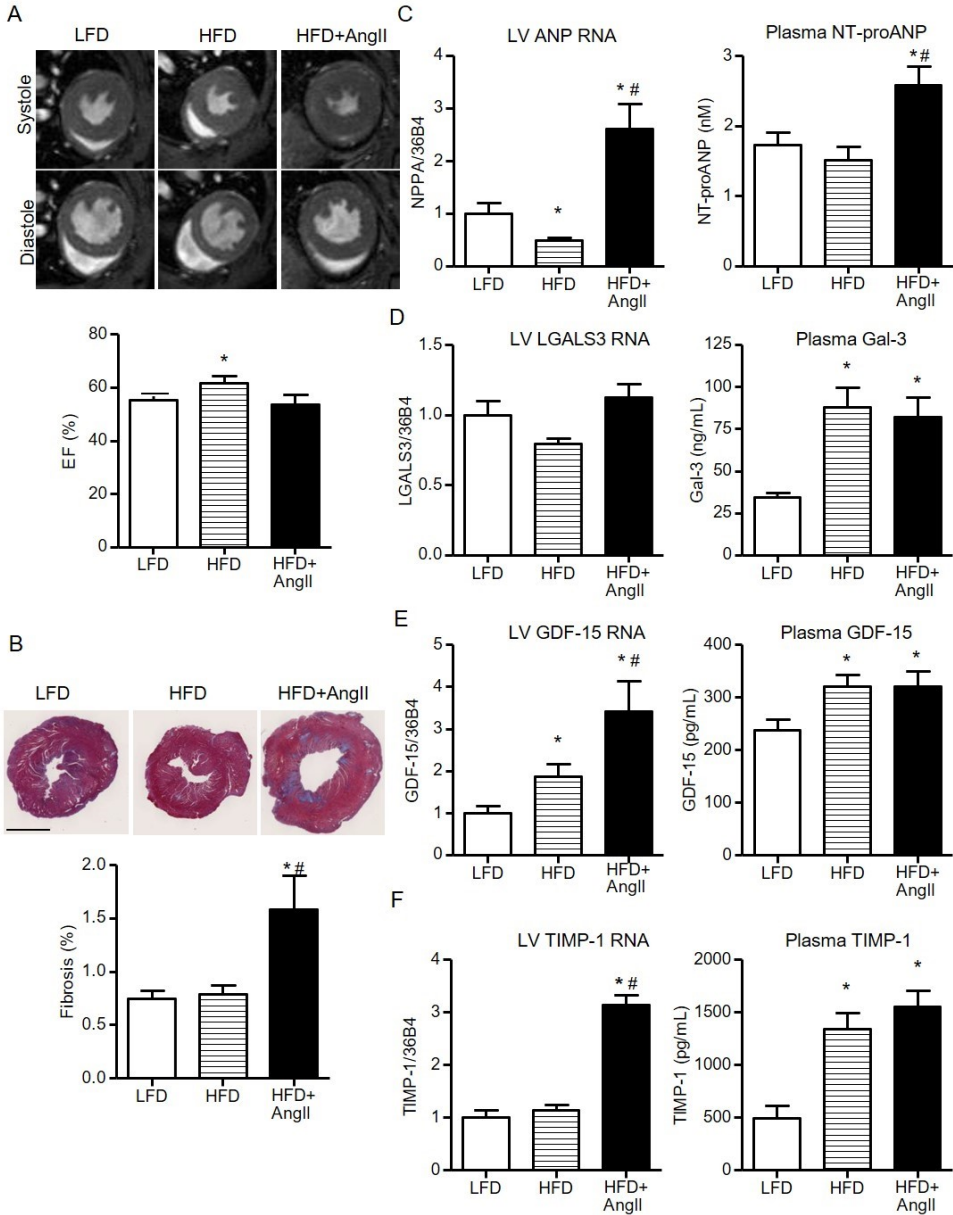 A
LFD
HFD
HFD+AngII
Systole
Diastole
80
60
40
20
0
EF (%)
*
LFD
HFD
HFD+
AngII
B
LFD
HFD
HFD+AngII
2.0
1.5
1.0
0.5
0.0
Fibrosis (%)
* #
LFD
HFD
HFD+
AngII
C
LV ANP RNA
4
3
2
1
0
NPPA/36B4
*
* #
LFD
HFD
HFD+
AngII
Plasma NT-proANP
3
2
1
0
NT-proANP (nM)
* #
LFD
HFD
HFD+
AngII
D
LV LGALS3 RNA
1.5
1.0
0.5
0.0
LGALS3/36B4
LFD
HFD
HFD+
AngII
Plasma Gal-3
125
100
75
50
25
0
Gal-3 (ng/mL)
*
*
LFD
HFD
HFD+
AngII
E
LV GDF-15 RNA
5
4
3
2
1
0
GDF-15/36B4
*
* #
LFD
HFD
HFD+
AngII
Plasma GDF-15
400
300
200
100
0
GDF-15 (pg/mL)
*
*
LFD
HFD
HFD+
AngII
F
LV TIMP-1 RNA
4
3
2
1
0
TIMP-1/36B4
* #
LFD
HFD
HFD+
AngII
Plasma TIMP-1
2000
1500
1000
500
0
TIMP-1 (pg/mL)
*
*
LFD
HFD
HFD+
AngII